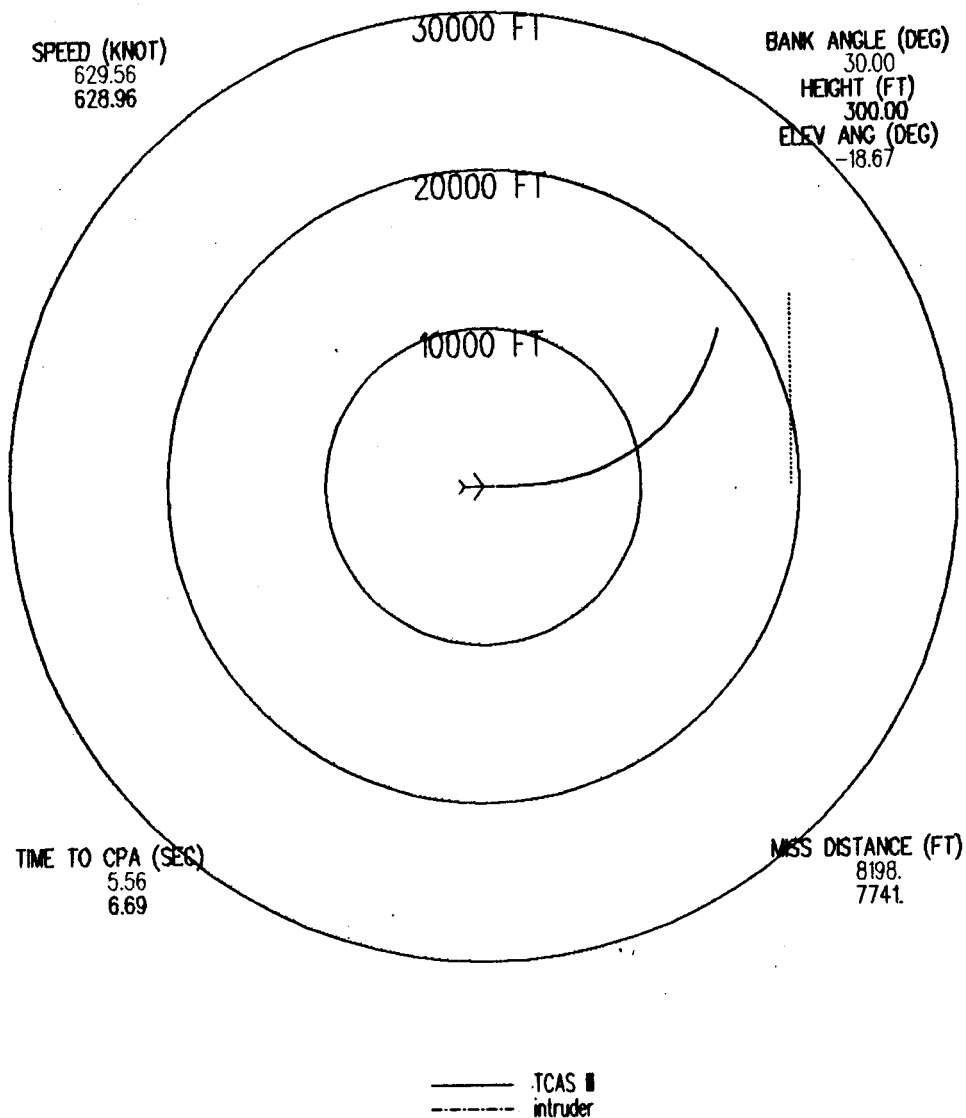 30000 FT
SPEED (KNOT)
629.56
628.96
BANK ANGLE (DEG)
30.00
HEIGHT (FT)
300.00
ELEV ANG (DEG)
-18.67
20000 FT
10000 FT
TIME TO CPA (SEC)
5.56
6.69
MISS DISTANCE (FT)
8198.
7741.
TCAS
intruder